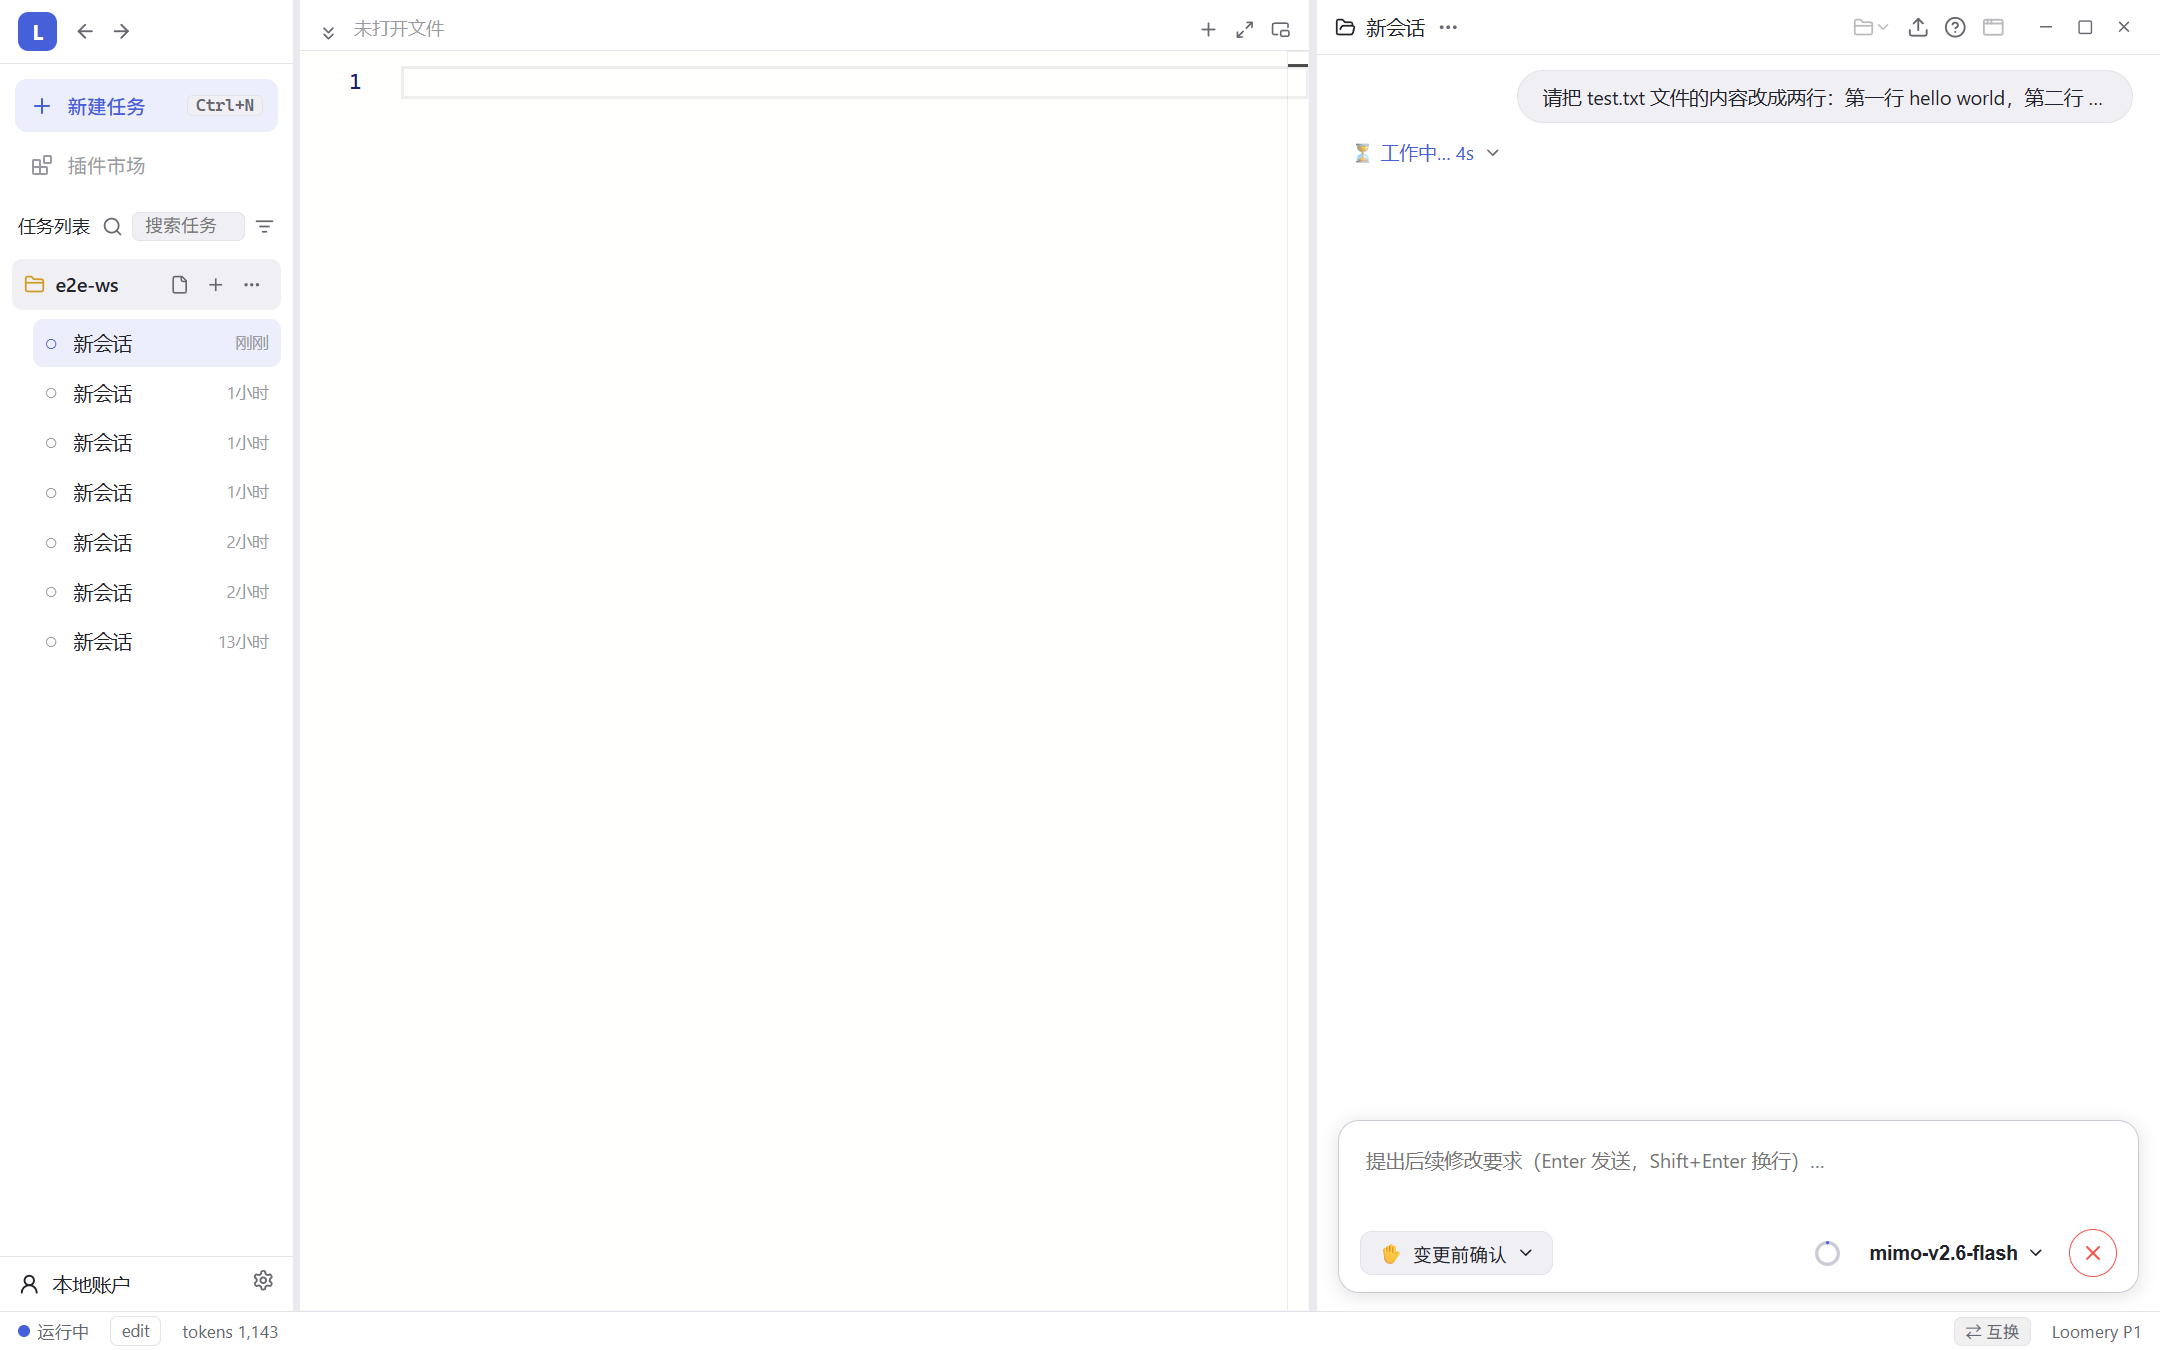 L
新建任务 Ctrl+N
插件市场
任务列表 搜索任务
e2e-ws
新会话 刚刚
新会话 1小时
新会话 1小时
新会话 1小时
新会话 2小时
新会话 2小时
新会话 13小时
本地账户
未打开文件
1
新会话
请把 test.txt 文件的内容改成两行：第一行 hello world，第二行 ...
工作中... 4s
提出后续修改要求（Enter 发送，Shift+Enter 换行）...
变更前确认 mimo-v2.6-flash
运行中 edit tokens 1,143 互换 Loomery P1